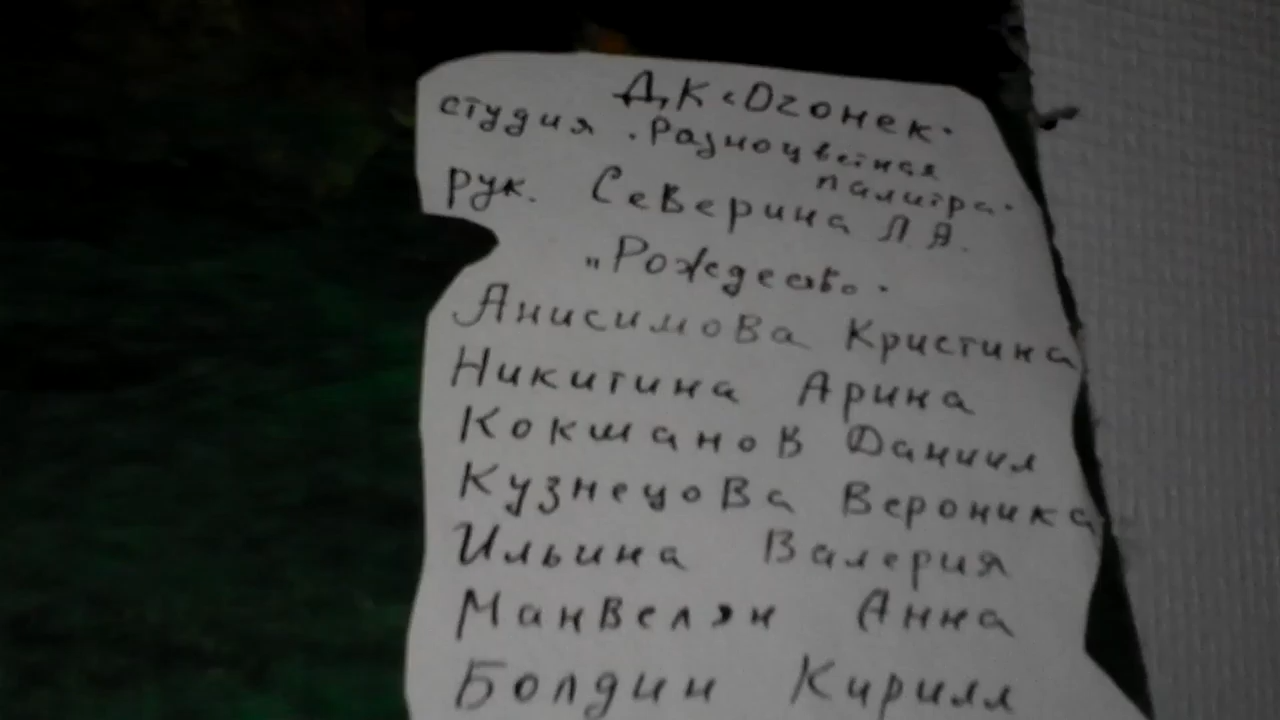 ДК «Огонек»
студия "Разноцветная
палитра"
рук. Северина Л Я.
„Рождество"
Анисимова Кристина
Никитина Арина
Кокшанов Даниил
Кузнецова Вероника
Ильина Валерия
Манвелян Анна
Болдин Кирилл